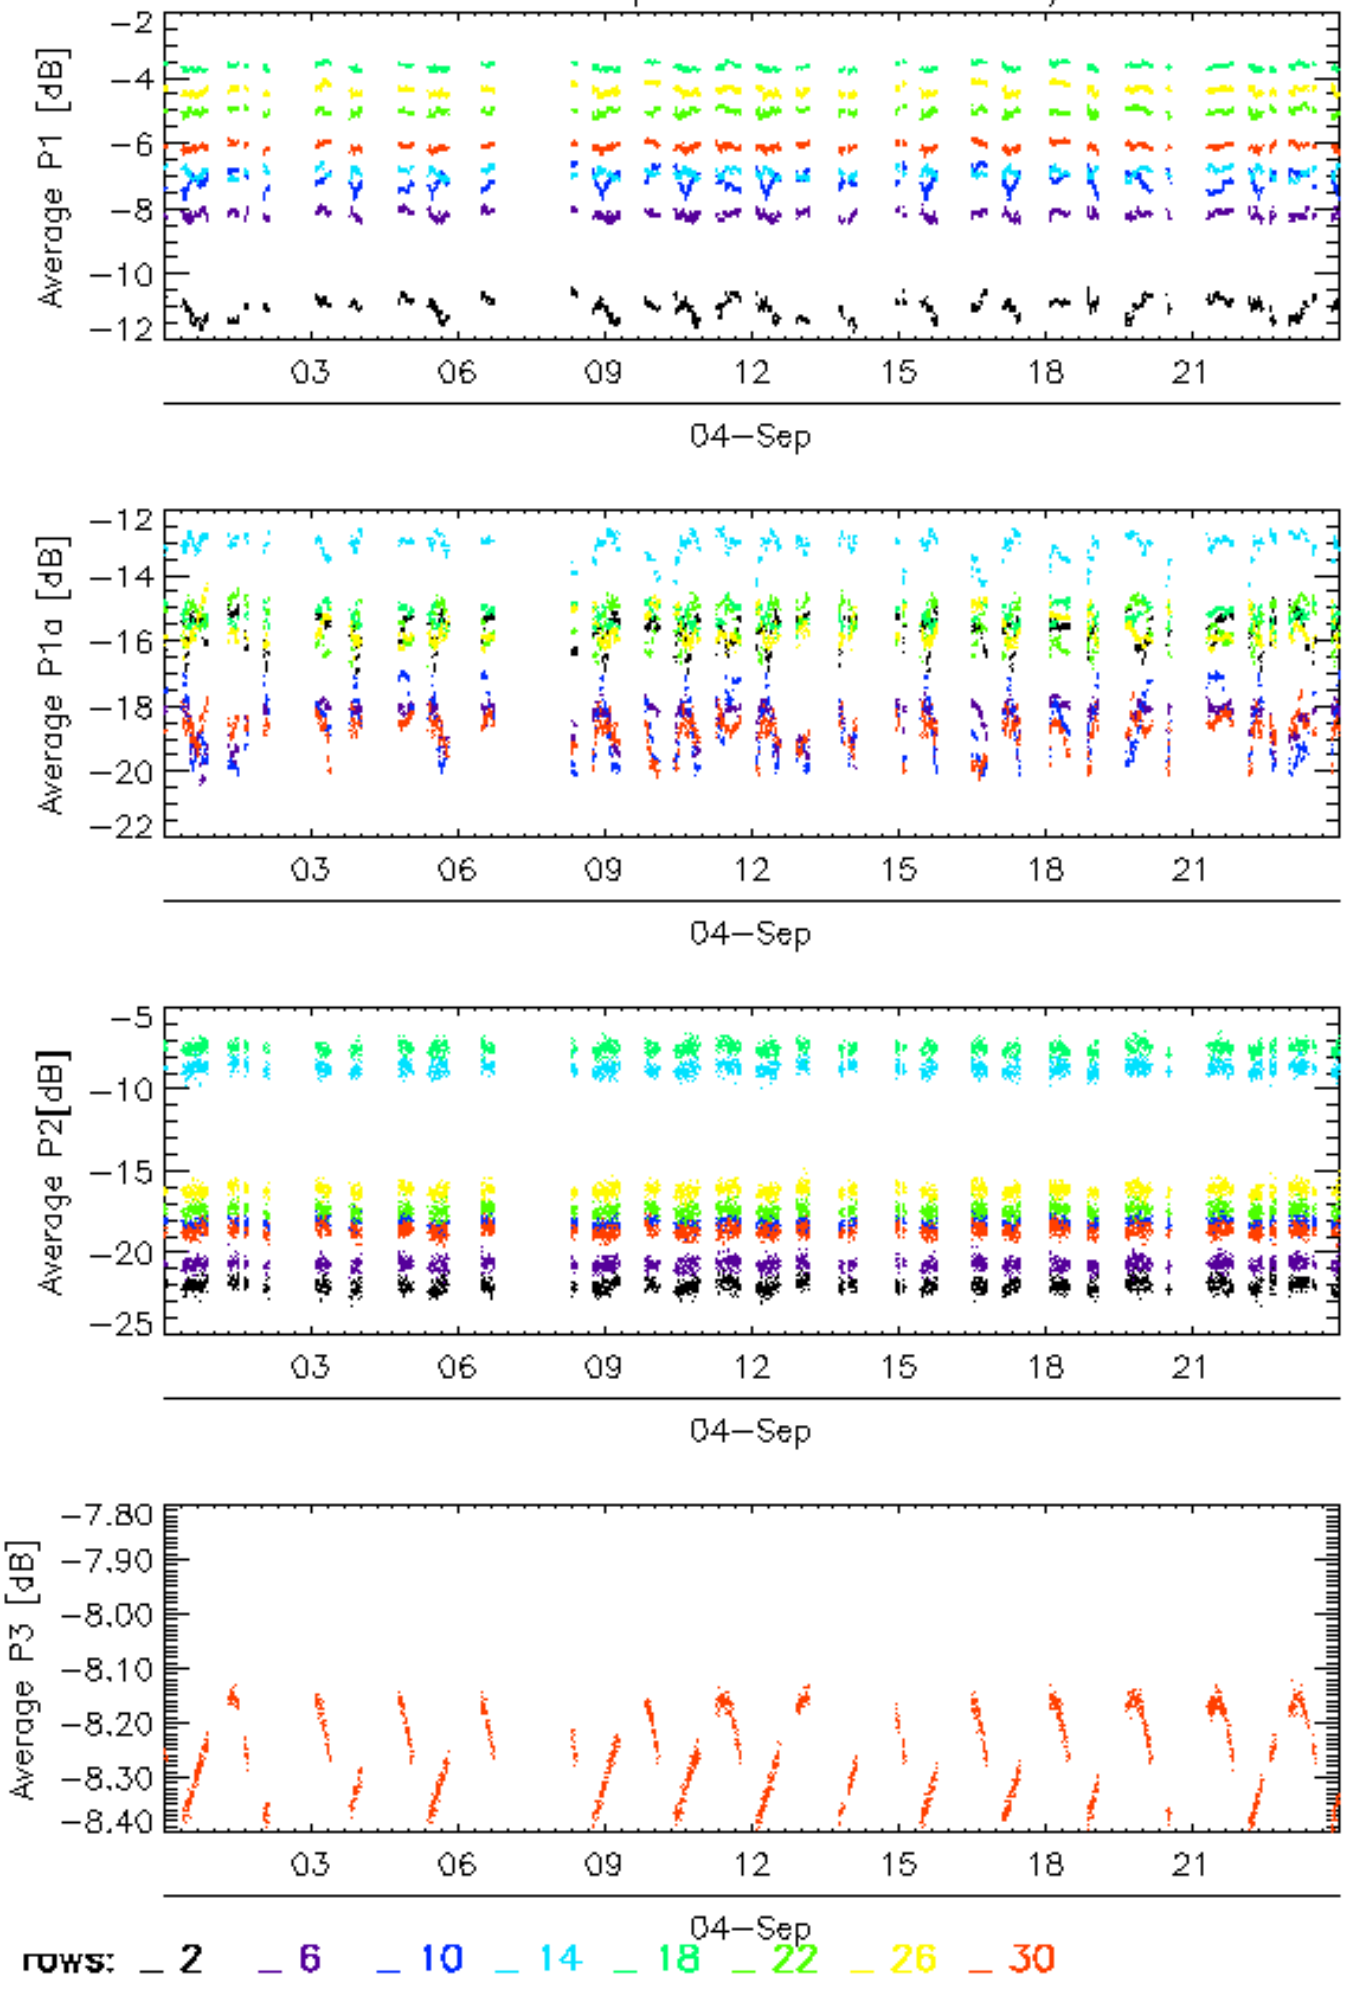 Average P1 [dB]
-2
-4
-6
-8
-10
-12
03 06 09 12 15 18 21
04-Sep
Average P1a [dB]
-12
-14
-16
-18
-20
-22
03 06 09 12 15 18 21
04-Sep
Average P2[dB]
-5
-10
-15
-20
-25
03 06 09 12 15 18 21
04-Sep
Average P3 [dB]
-7.80
-7.90
-8.00
-8.10
-8.20
-8.30
-8.40
03 06 09 12 15 18 21
04-Sep
rows: _ 2 _ 6 _ 10 _ 14 _ 18 _ 22 _ 26 _ 30